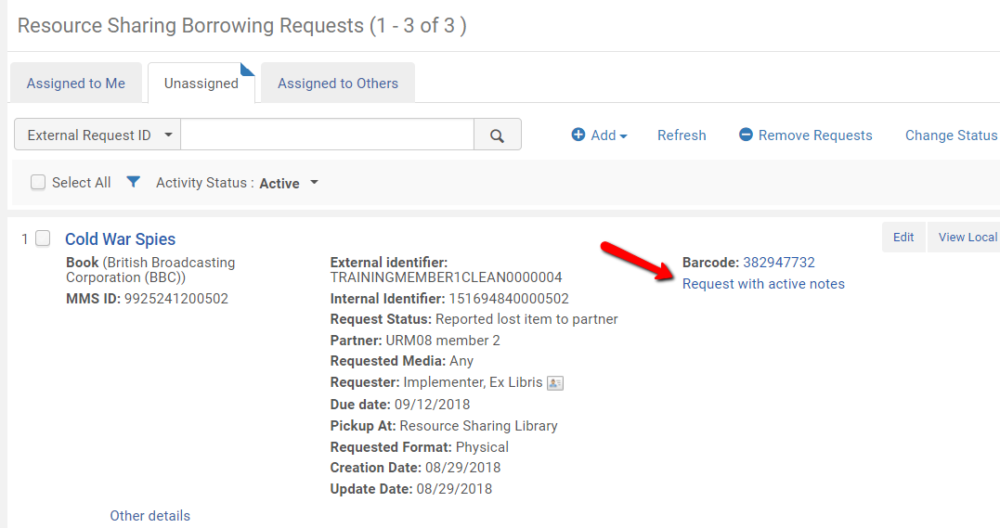 Resource Sharing Borrowing Requests (1 - 3 of 3 )
Assigned to Me
Unassigned
Assigned to Others
External Request ID
Add
Refresh
Remove Requests
Change Status
Select All
Activity Status : Active
1
Cold War Spies
Edit
View Local
Book (British Broadcasting
Corporation (BBC))
MMS ID: 9925241200502
External identifier:
TRAININGMEMBER1CLEAN0000004
Internal Identifier: 151694840000502
Request Status: Reported lost item to partner
Partner: URM08 member 2
Requested Media: Any
Requester: Implementer, Ex Libris
Due date: 09/12/2018
Pickup At: Resource Sharing Library
Requested Format: Physical
Creation Date: 08/29/2018
Update Date: 08/29/2018
Barcode: 382947732
Request with active notes
Other details